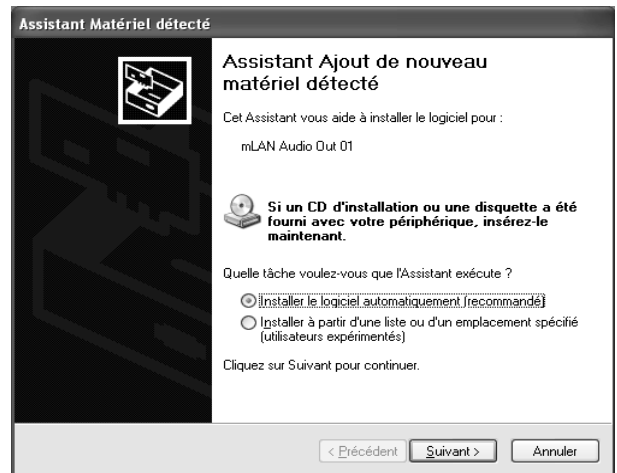 Assistant Matériel détecté
Assistant Ajout de nouveau
matériel détecté
Cet Assistant vous aide à installer le logiciel pour :
mLAN Audio Out 01
Si un CD d'installation ou une disquette a été
fourni avec votre périphérique, insérez-le
maintenant.
Quelle tâche voulez-vous que l'Assistant exécute ?
Installer le logiciel automatiquement (recommandé)
Installer à partir d'une liste ou d'un emplacement spécifié
(utilisateurs expérimentés)
Cliquez sur Suivant pour continuer.
< Précédent Suivant > Annuler